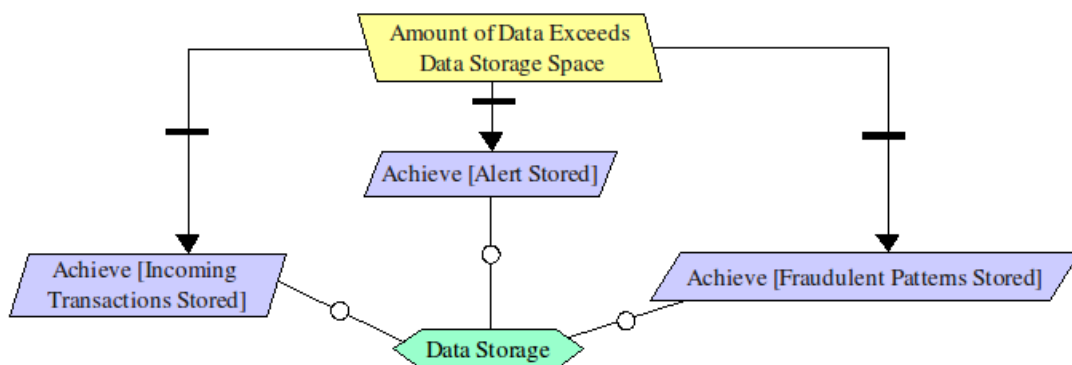 Amount of Data Exceeds
Data Storage Space
Achieve [Alert Stored]
Achieve [Incoming
Transactions Stored]
Achieve [Fraudulent Patterns Stored]
Data Storage